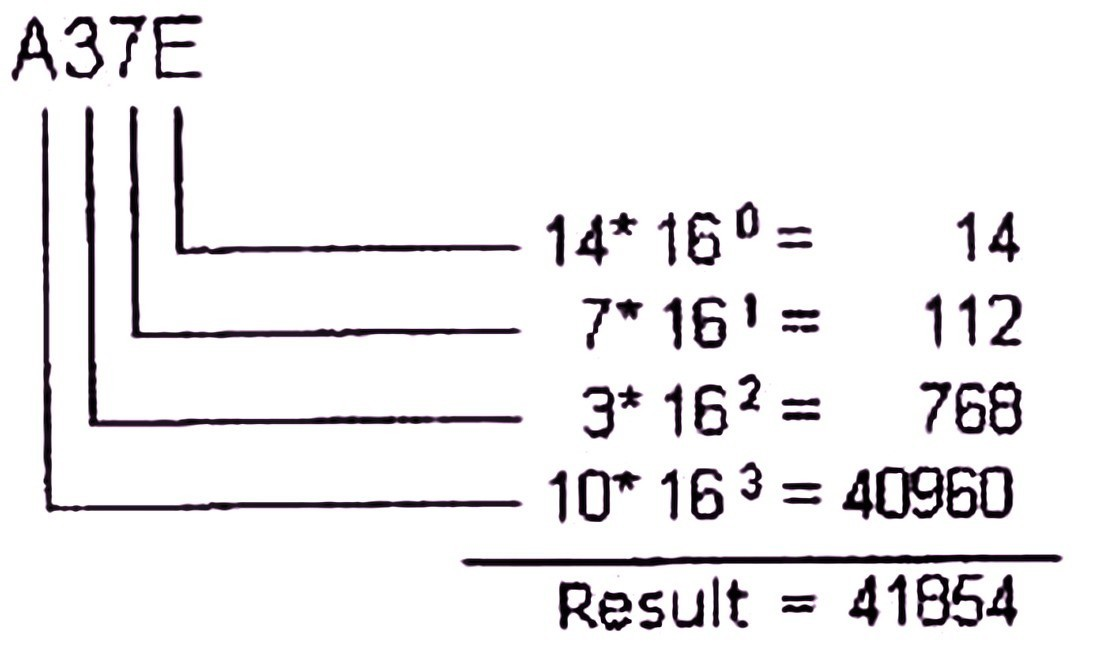 A37E
14* 16⁰ = 14
7* 16¹ = 112
3* 16² = 768
10* 16³ = 40960
Result = 41854